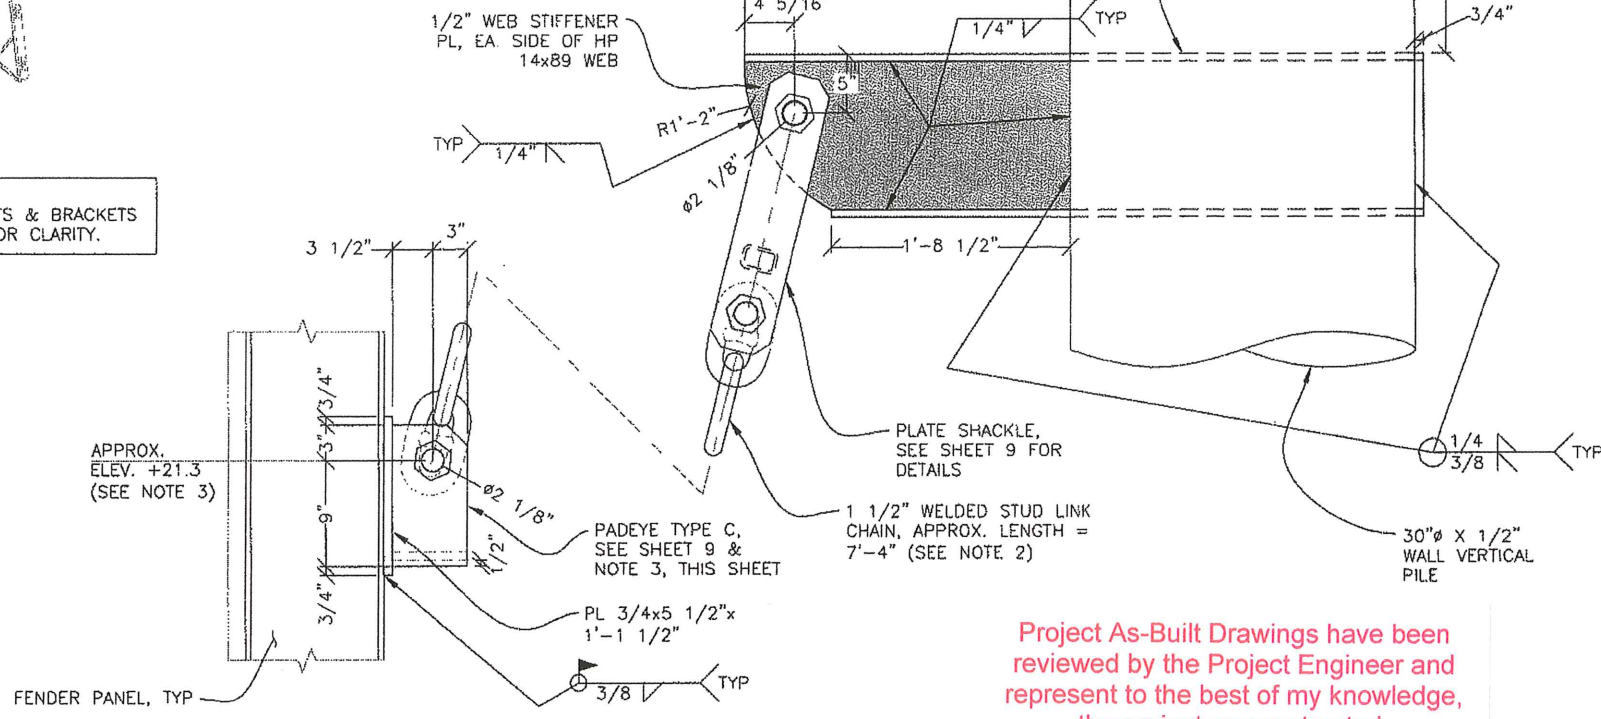 4 5/16
1/2" WEB STIFFENER
PL, EA. SIDE OF HP
14x89 WEB
1/4"
TYP
3/4"
5"
R1'-2"
TYP
1/4"
ø2 1/8"
TS & BRACKETS
OR CLARITY.
3 1/2"
3"
1'-8 1/2"
3/4"
3"
APPROX.
ELEV. +21.3
(SEE NOTE 3)
9"
3/4"
ø2 1/8"
1/2"
PLATE SHACKLE,
SEE SHEET 9 FOR
DETAILS
1/4
3/8
TYP
PADEYE TYPE C,
SEE SHEET 9 &
NOTE 3, THIS SHEET
1 1/2" WELDED STUD LINK
CHAIN, APPROX. LENGTH =
7'-4" (SEE NOTE 2)
30"ø X 1/2"
WALL VERTICAL
PILE
PL 3/4x5 1/2"x
1'-1 1/2"
3/8
TYP
FENDER PANEL, TYP
Project As-Built Drawings have been
reviewed by the Project Engineer and
represent to the best of my knowledge,